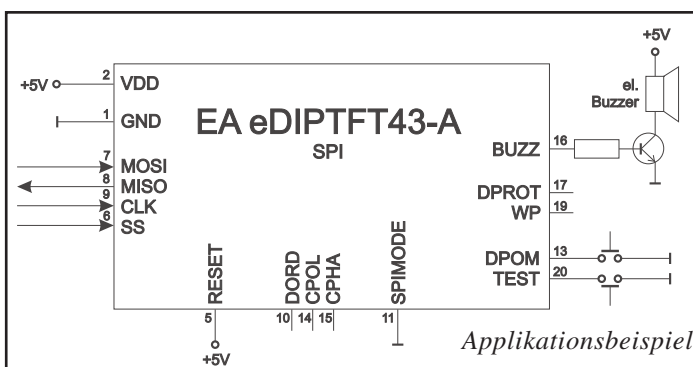 +5V
2
VDD
1
GND
7
MOSI
8
MISO
9
CLK
6
SS
EA eDIPTFT43-A
SPI
+5V
el.
Buzzer
BUZZ
16
DPROT
17
WP
19
DPOM
13
TEST
20
RESET
DORD
CPOL
CPHA
SPIMODE
5
10
14
15
11
+5V
Applikationsbeispiel